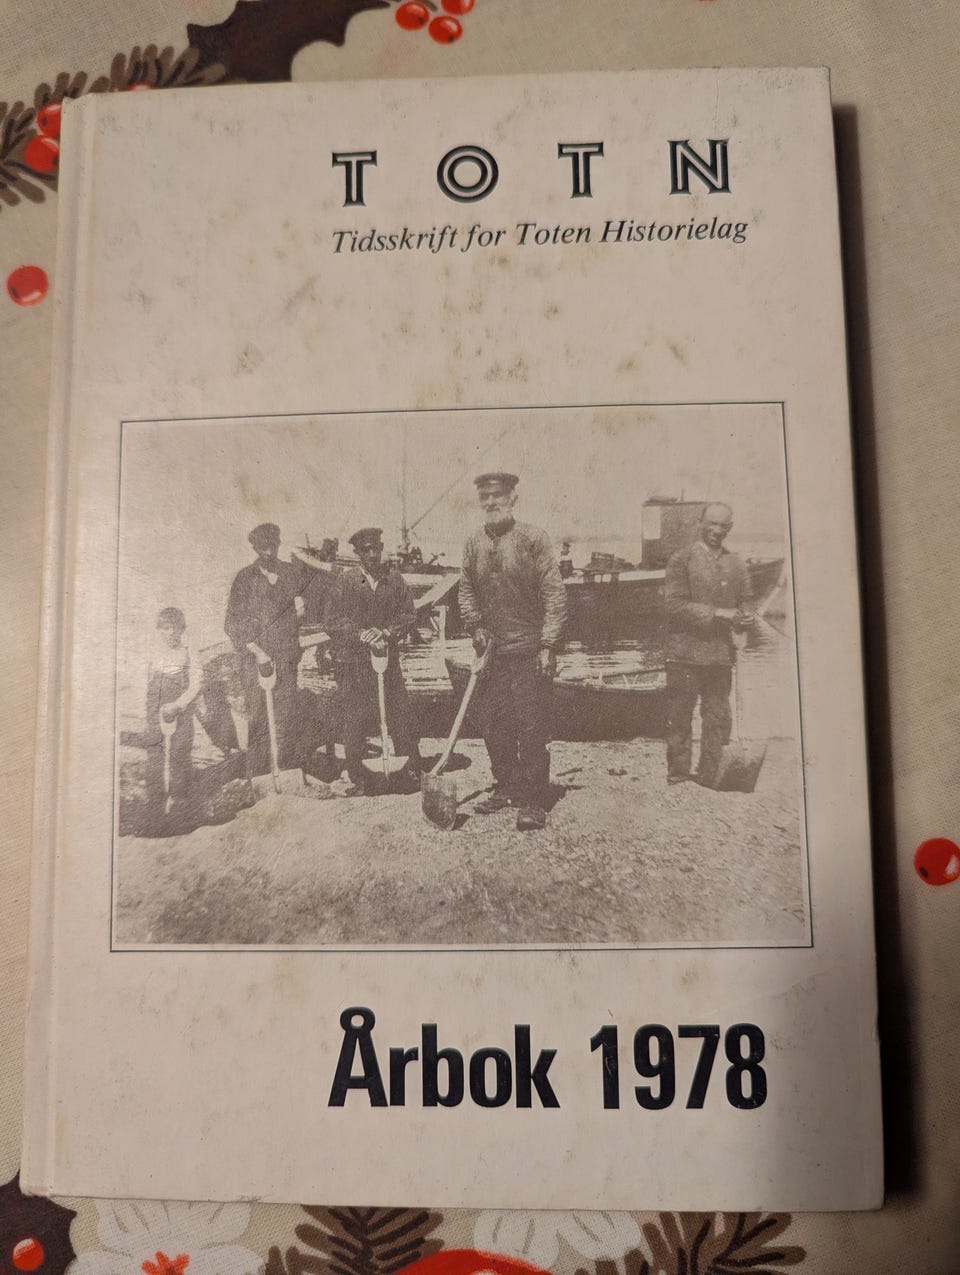 TOTN
Tidsskrift for Toten Historielag
Årbok 1978